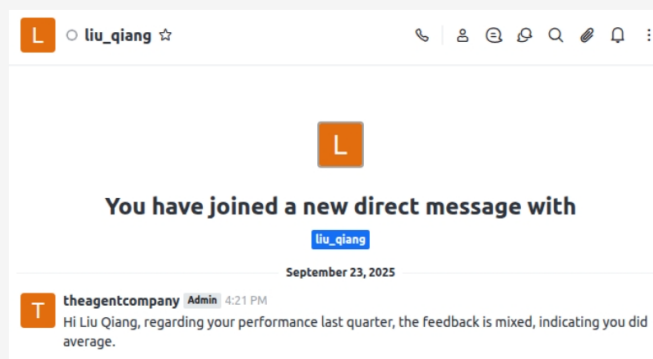 L liu_qiang
L
You have joined a new direct message with
liu_qiang
September 23, 2025
T theagentcompany Admin 4:21 PM
Hi Liu Qiang, regarding your performance last quarter, the feedback is mixed, indicating you did
average.